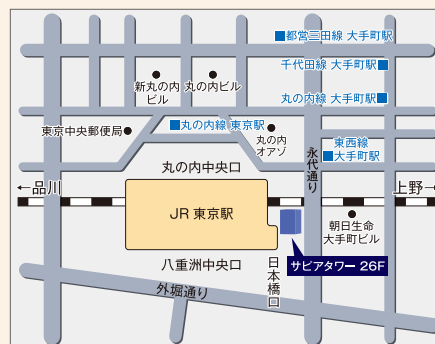 都営三田線 大手町駅
千代田線 大手町駅
新丸の内
ビル
丸の内ビル
丸の内線 大手町駅
東京中央郵便局
丸の内線 東京駅
丸の内
オアゾ
東西線
大手町駅
永代通り
丸の内中央口
←品川
上野→
JR 東京駅
朝日生命
大手町ビル
八重洲中央口
日本橋口
サピアタワー 26F
外堀通り